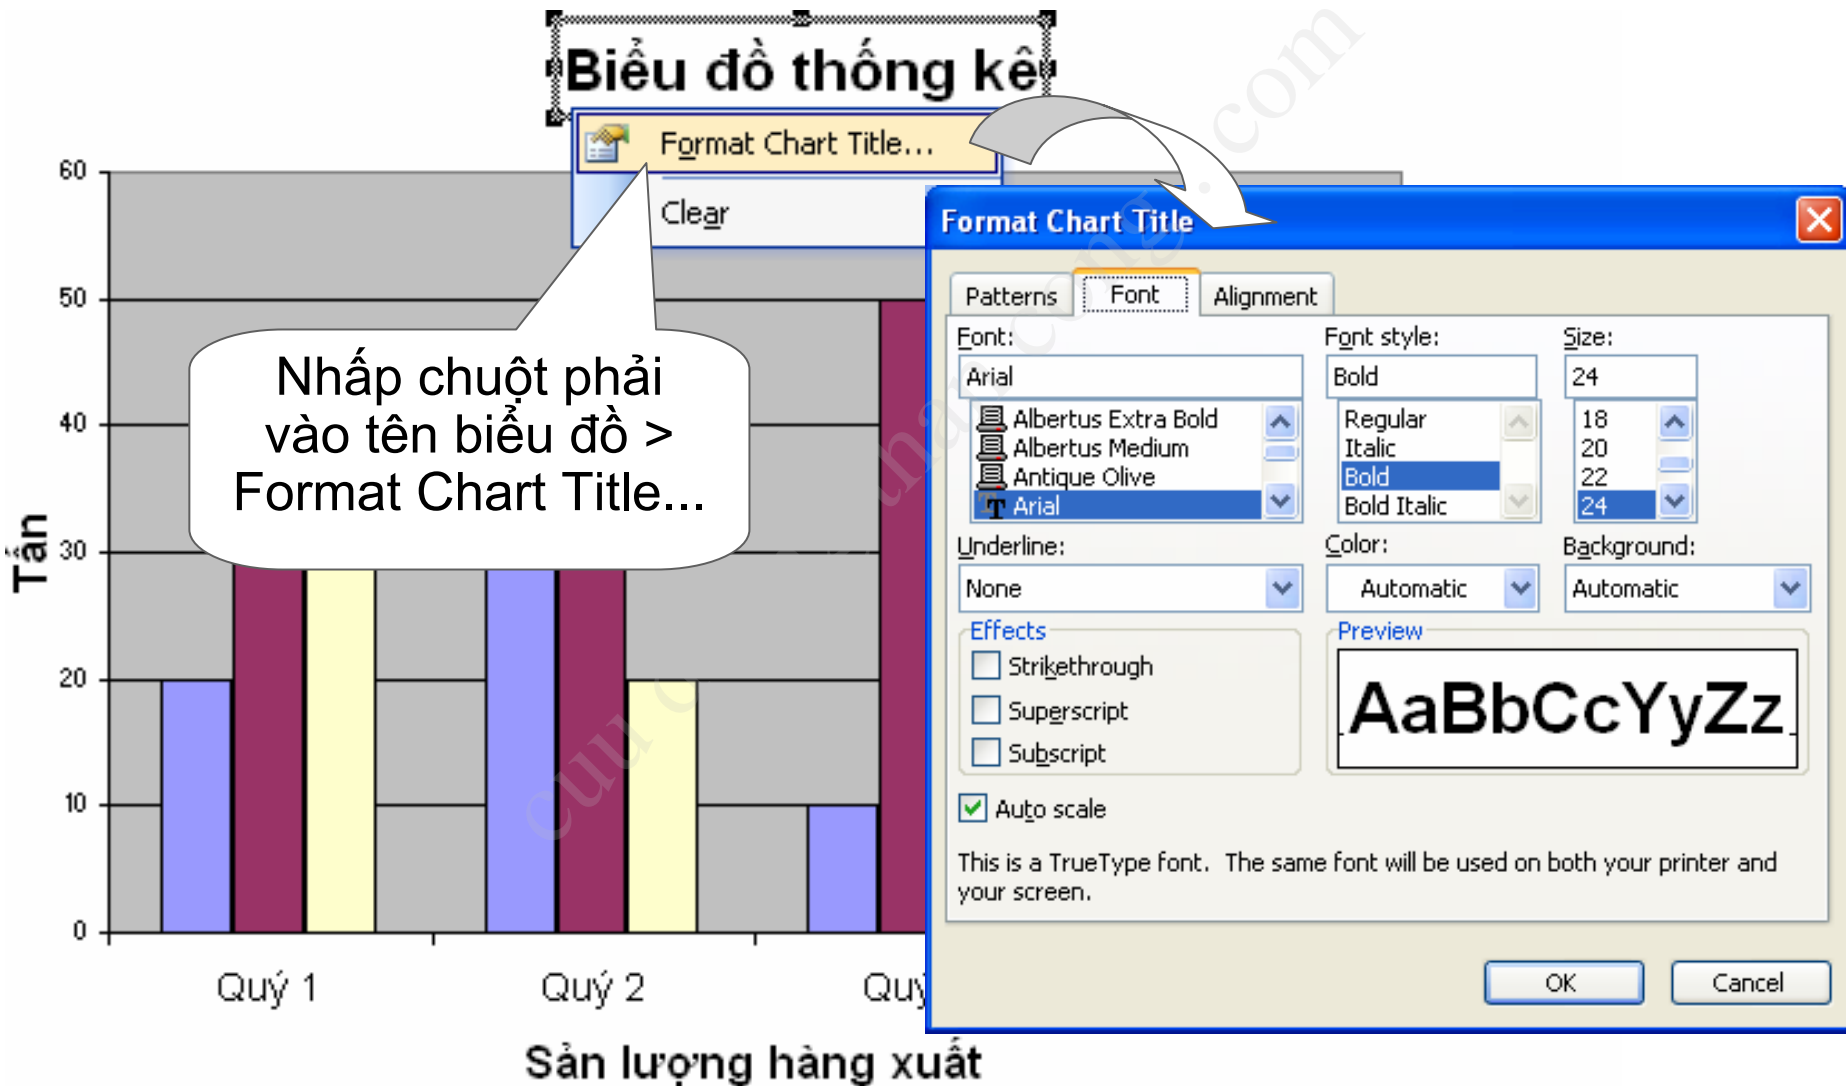 Biểu đồ thống kê
Format Chart Title...
Clear
Nhấp chuột phải
vào tên biểu đồ >
Format Chart Title...
60
50
40
30
20
10
0
Tấn
Quý 1
Quý 2
Quý
Sản lượng hàng xuất
Format Chart Title
Patterns
Font
Alignment
Font:
Font style:
Size:
Arial
Bold
24
Albertus Extra Bold
Albertus Medium
Antique Olive
Arial
Regular
Italic
Bold
Bold Italic
18
20
22
24
Underline:
Color:
Background:
None
Automatic
Automatic
Effects
Strikethrough
Superscript
Subscript
Preview
AaBbCcYyZz
Auto scale
This is a TrueType font. The same font will be used on both your printer and
your screen.
OK
Cancel